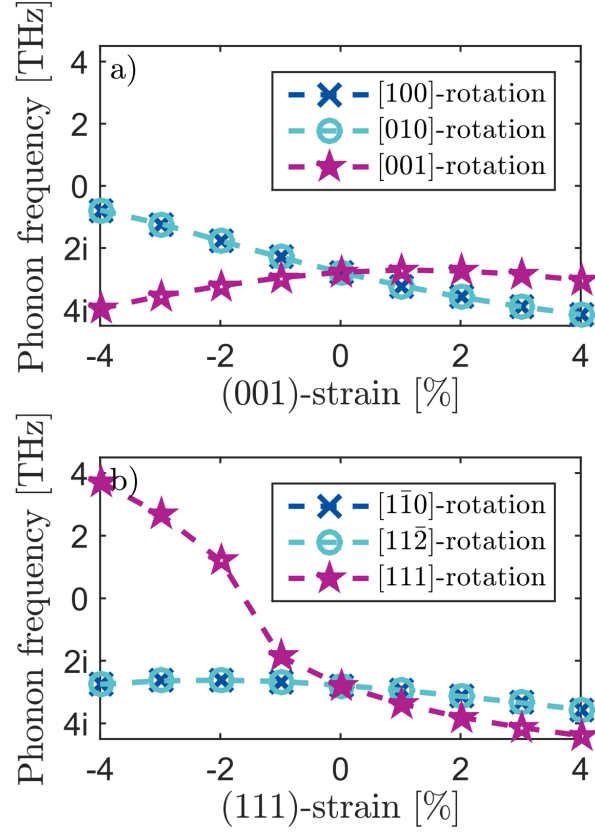 Phonon frequency [THz]
a)
4
2
0
2i
4i
[100]-rotation
[010]-rotation
[001]-rotation
-4 -2 0 2 4
(001)-strain [%]
Phonon frequency [THz]
b)
4
2
0
2i
4i
[11̄0]-rotation
[112̄]-rotation
[111]-rotation
-4 -2 0 2 4
(111)-strain [%]